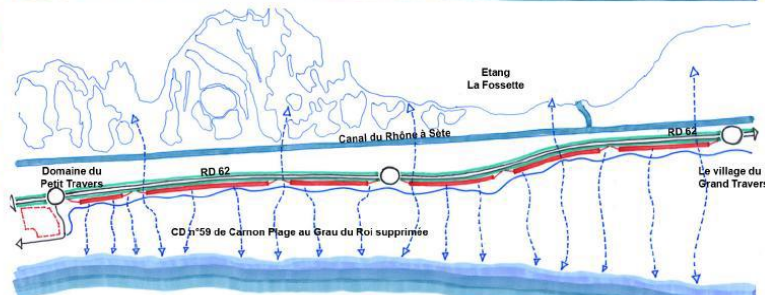 Etang
La Fossette
Canal du Rhône à Sète
RD 62
Domaine du
Petit Travers
RD 62
Le village du
Grand Travers
CD n°59 de Carnon Plage au Grau du Roi supprimée